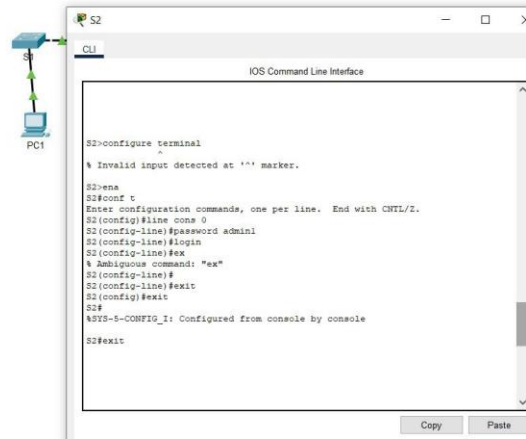 S2
CLI
IOS Command Line Interface
S2>configure terminal
^
% Invalid input detected at '^' marker.
S2>ena
S2#conf t
Enter configuration commands, one per line. End with CNTL/Z.
S2(config)#line cons 0
S2(config-line)#password admin1
S2(config-line)#login
S2(config-line)#ex
% Ambiguous command: "ex"
S2(config-line)#
S2(config-line)#exit
S2(config)#exit
S2#
%SYS-5-CONFIG_I: Configured from console by console
S2#exit
Copy Paste
S1
PC1